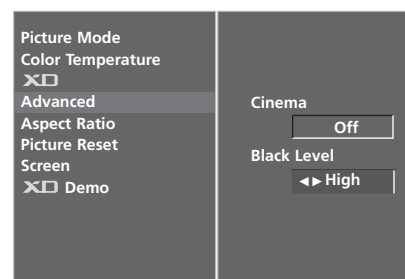 Picture Mode
Color Temperature
XD
Advanced
Aspect Ratio
Picture Reset
Screen
XD Demo
Cinema
Off
Black Level
◄► High